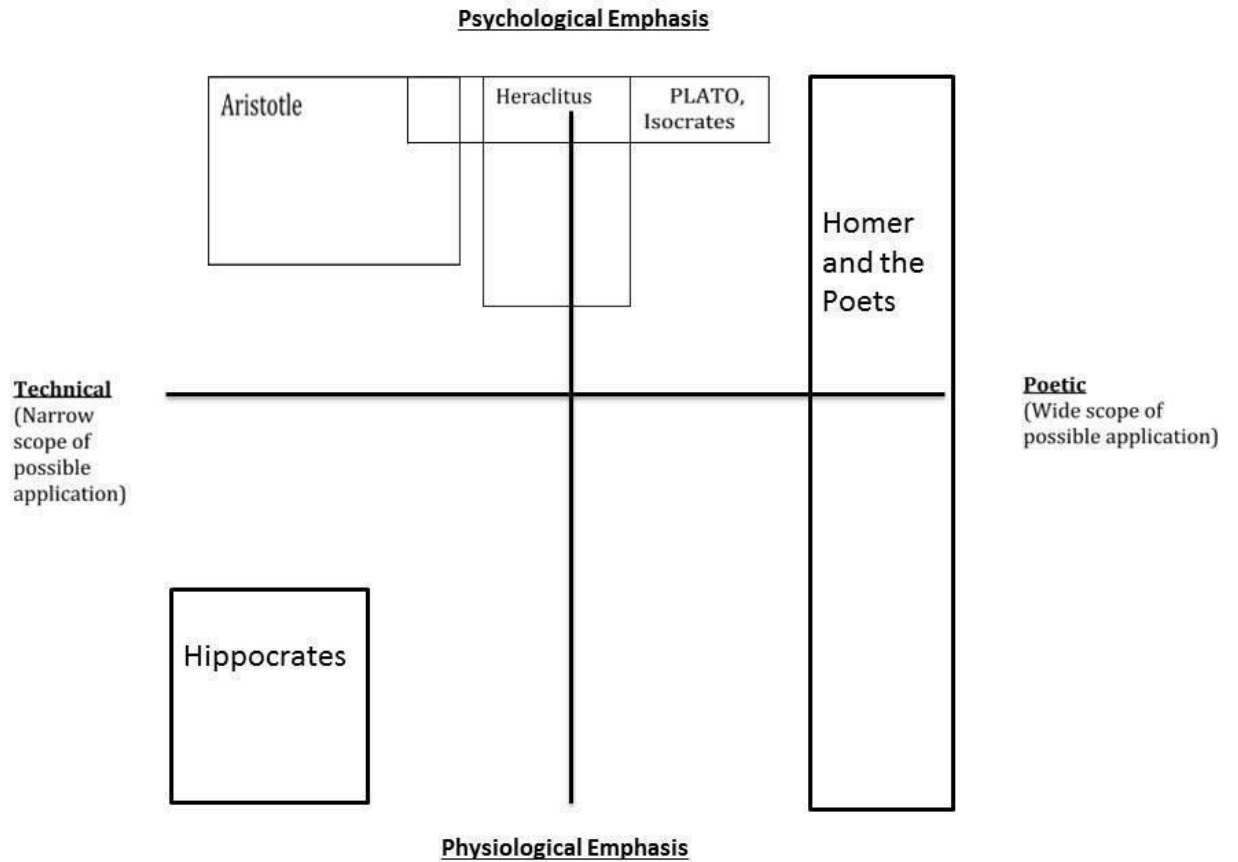 Psychological Emphasis
Aristotle
Heraclitus
PLATO,
Isocrates
Homer
and the
Poets
Technical
(Narrow
scope of
possible
application)
Poetic
(Wide scope of
possible application)
Hippocrates
Physiological Emphasis